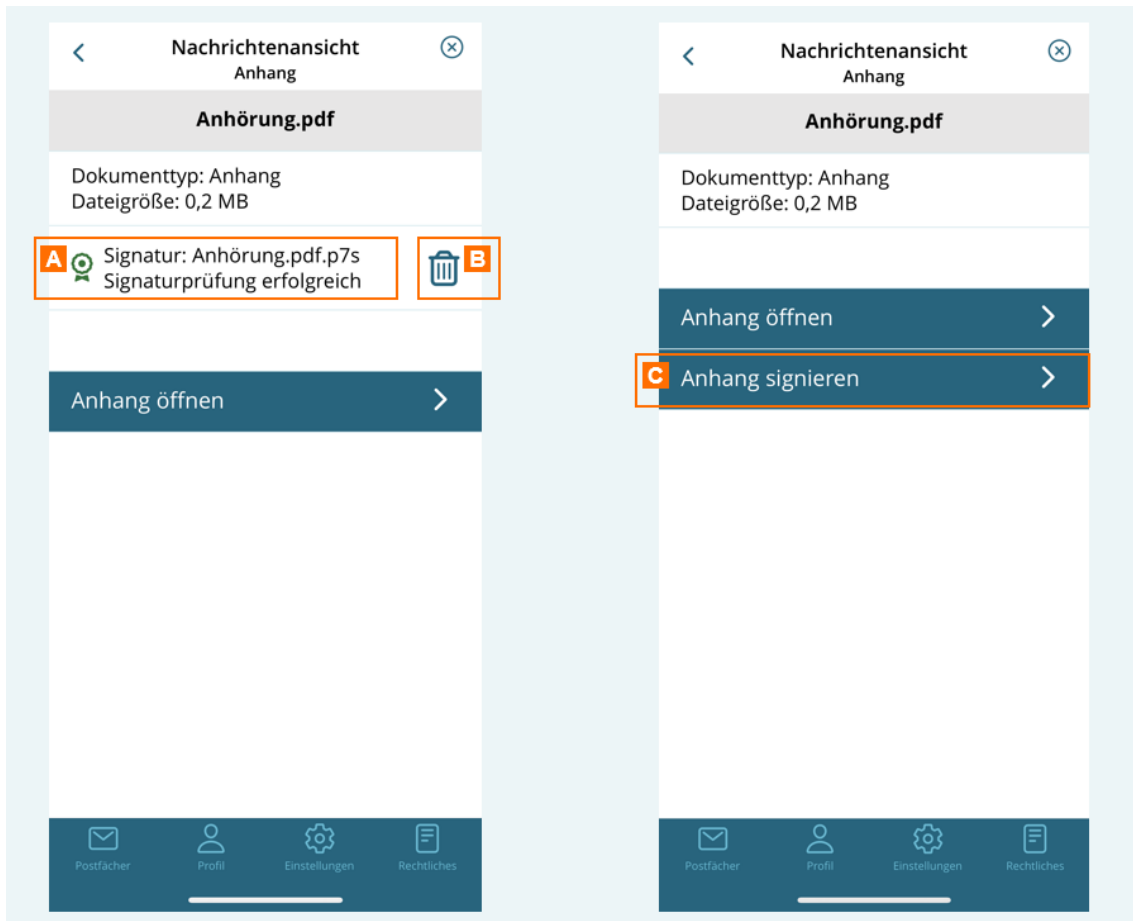 Nachrichtenansicht
Anhang
Anhörung.pdf
Dokumenttyp: Anhang
Dateigröße: 0,2 MB
A
Signatur: Anhörung.pdf.p7s
Signaturprüfung erfolgreich
B
Anhang öffnen
Postfächer
Profil
Einstellungen
Rechtliches
Nachrichtenansicht
Anhang
Anhörung.pdf
Dokumenttyp: Anhang
Dateigröße: 0,2 MB
Anhang öffnen
C
Anhang signieren
Postfächer
Profil
Einstellungen
Rechtliches